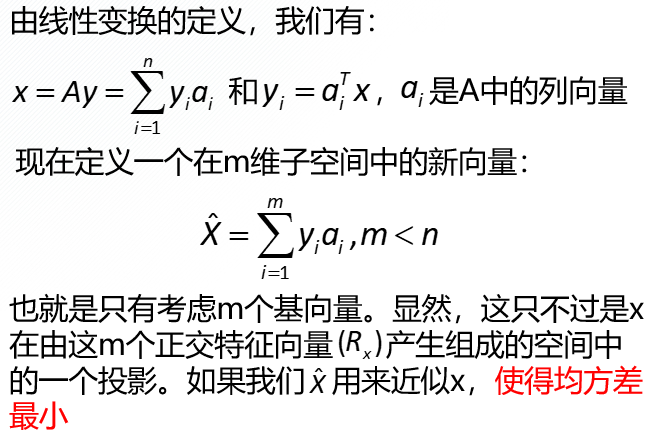 由线性变换的定义，我们有：
x = Ay = \sum_{i=1}^{n} y_i a_i 和 y_i = a_i^T x，a_i 是A中的列向量
现在定义一个在m维子空间中的新向量：
\hat{X} = \sum_{i=1}^{m} y_i a_i , m < n
也就是只有考虑m个基向量。显然，这只不过是x
在由这m个正交特征向量(R_x)产生组成的空间中
的一个投影。如果我们 \hat{x} 用来近似x，使得均方差
最小